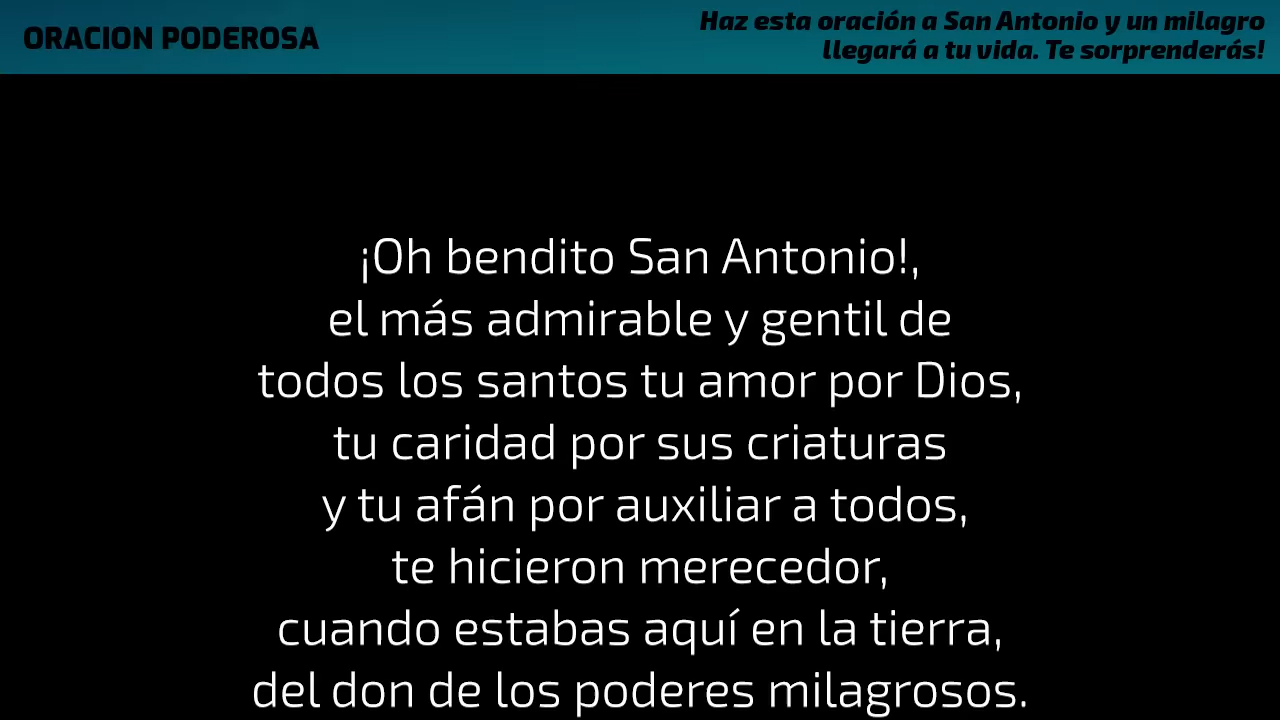 ORACION PODEROSA
Haz esta oración a San Antonio y un milagro
llegará a tu vida. Te sorprenderás!
¡Oh bendito San Antonio!,
el más admirable y gentil de
todos los santos tu amor por Dios,
tu caridad por sus criaturas
y tu afán por auxiliar a todos,
te hicieron merecedor,
cuando estabas aquí en la tierra,
del don de los poderes milagrosos.